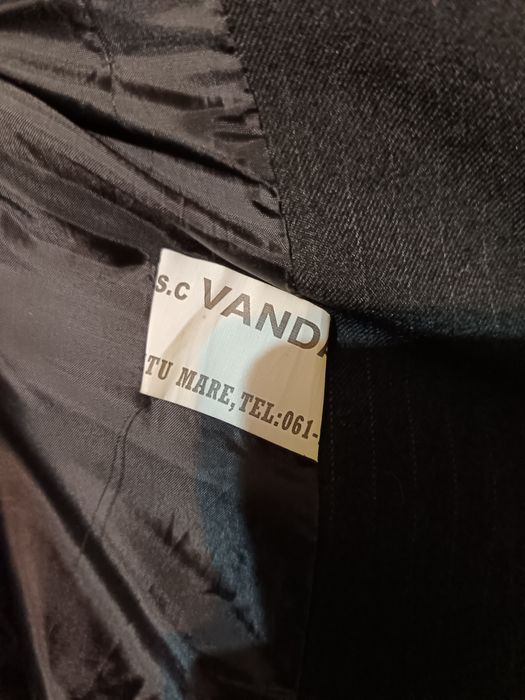 S.C VANDA
TU MARE, TEL:061-